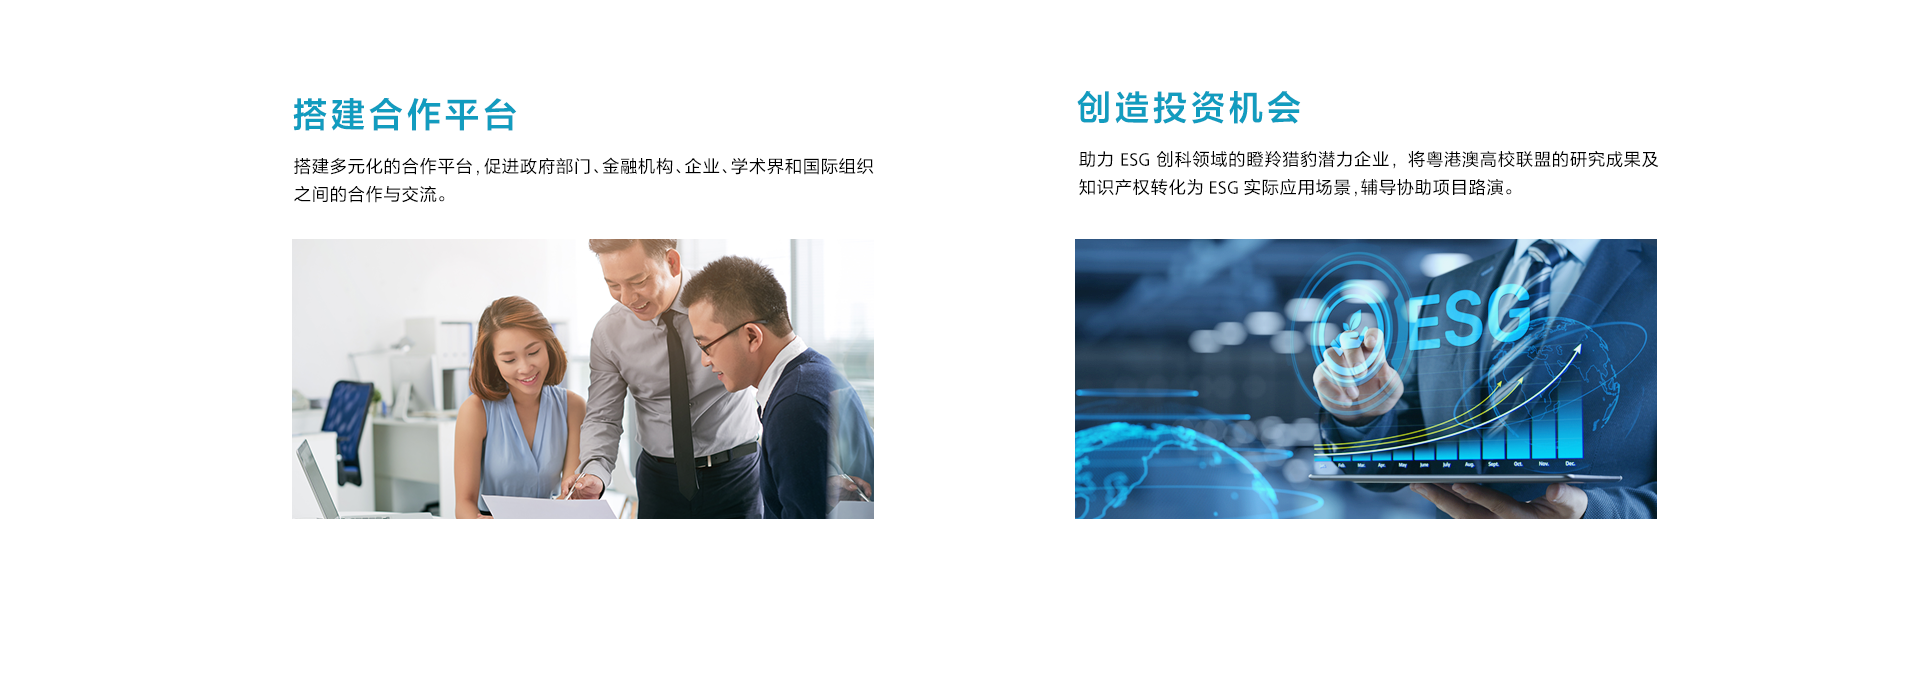 搭建合作平台
搭建多元化的合作平台,促进政府部门、金融机构、企业、学术界和国际组织
之间的合作与交流。
创造投资机会
助力 ESG 创科领域的瞪羚猎豹潜力企业，将粤港澳高校联盟的研究成果及
知识产权转化为 ESG 实际应用场景,辅导协助项目路演。
ESG
Feb. Mar. Apr. May June July Aug. Sept. Oct. Nov. Dec.